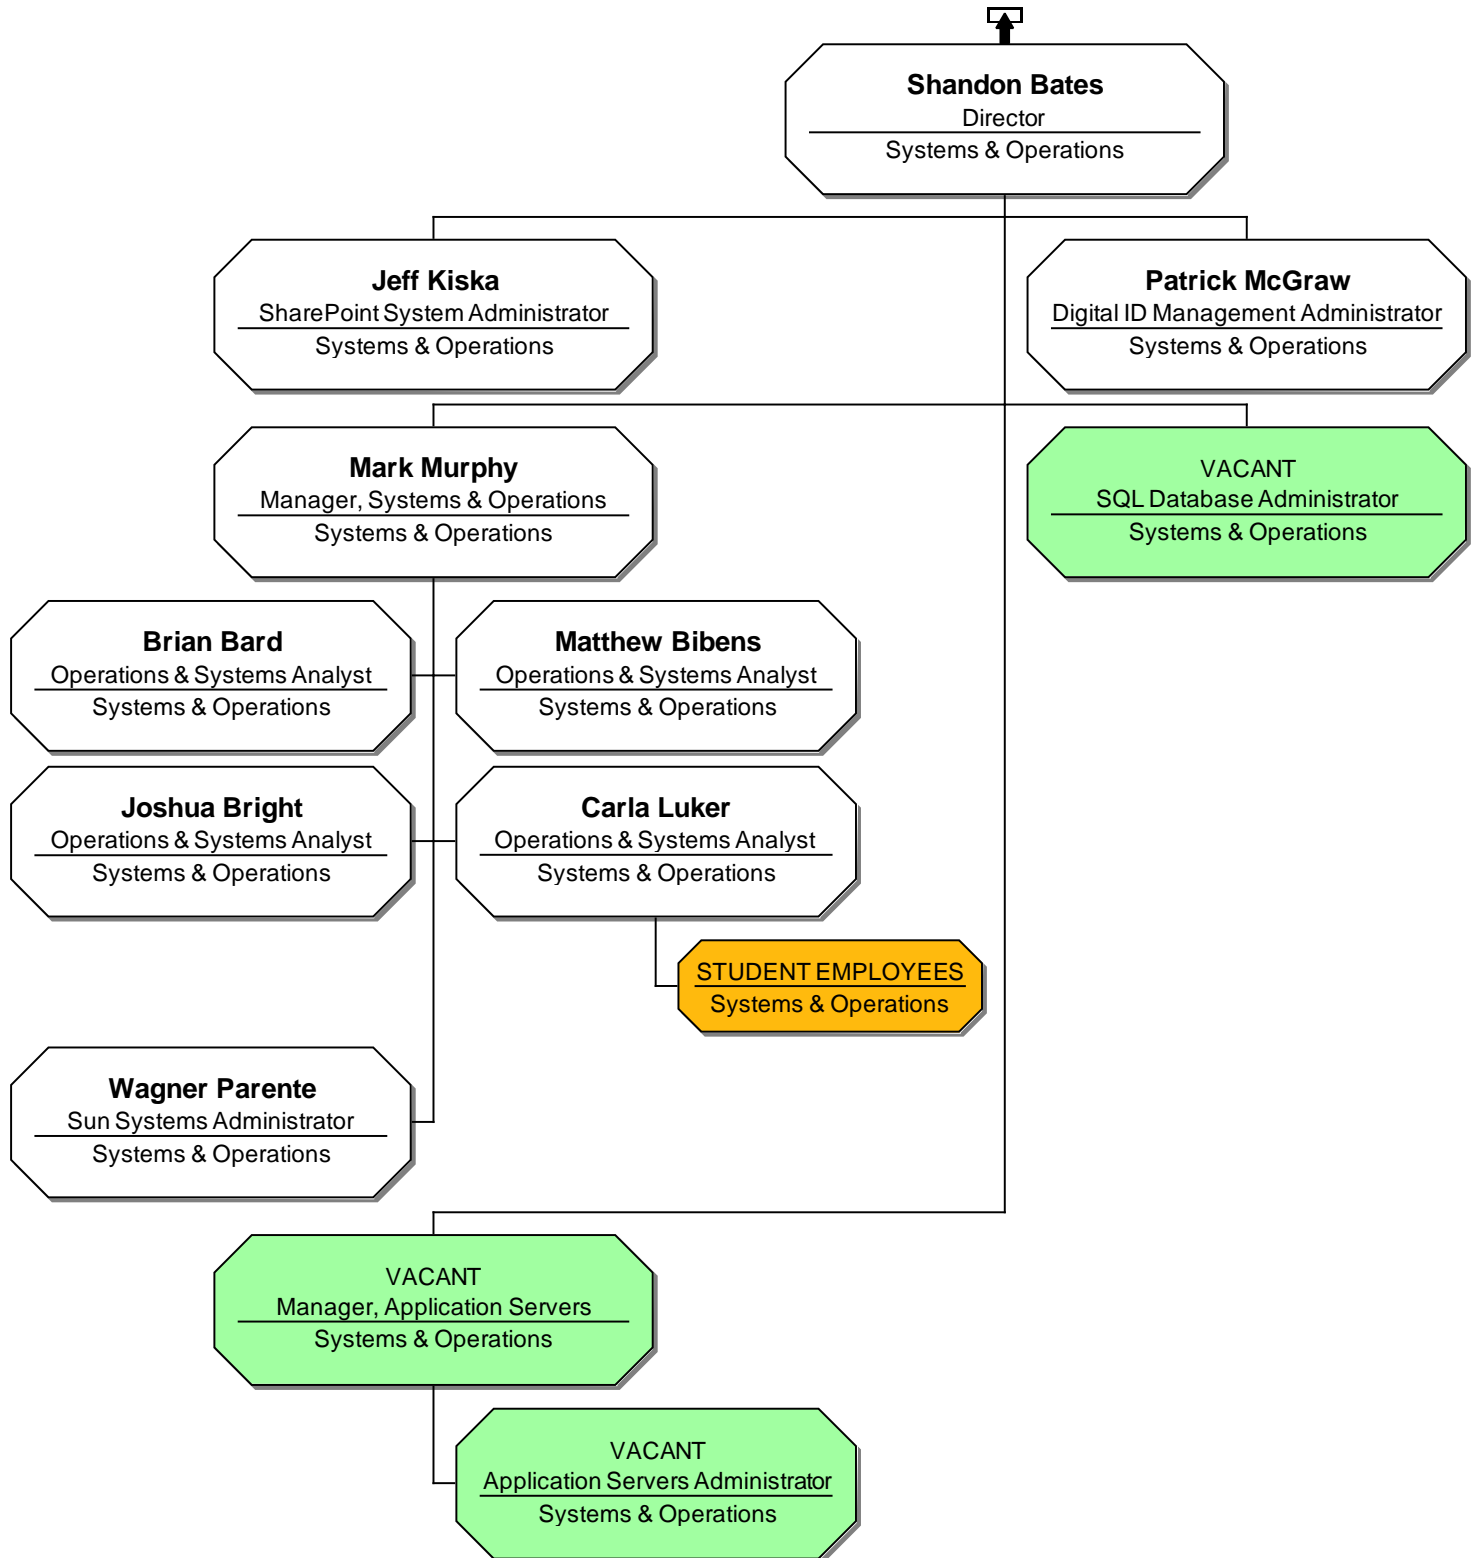 Shandon Bates
Director
Systems & Operations
Jeff Kiska
SharePoint System Administrator
Systems & Operations
Patrick McGraw
Digital ID Management Administrator
Systems & Operations
Mark Murphy
Manager, Systems & Operations
Systems & Operations
VACANT
SQL Database Administrator
Systems & Operations
Brian Bard
Operations & Systems Analyst
Systems & Operations
Matthew Bibens
Operations & Systems Analyst
Systems & Operations
Joshua Bright
Operations & Systems Analyst
Systems & Operations
Carla Luker
Operations & Systems Analyst
Systems & Operations
STUDENT EMPLOYEES
Systems & Operations
Wagner Parente
Sun Systems Administrator
Systems & Operations
VACANT
Manager, Application Servers
Systems & Operations
VACANT
Application Servers Administrator
Systems & Operations